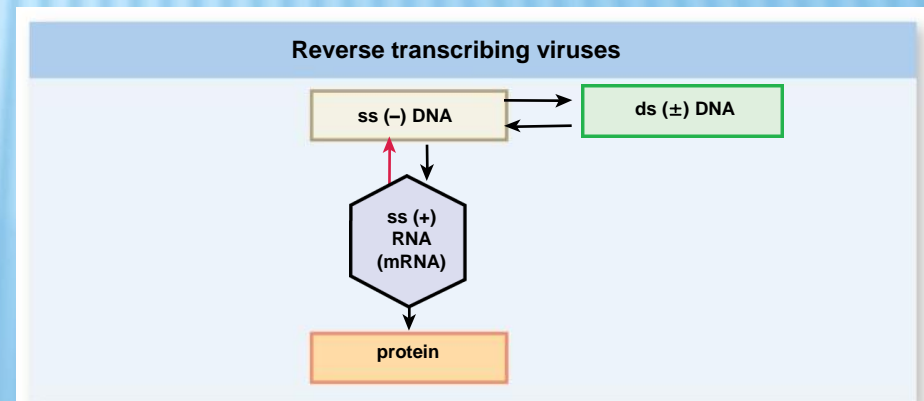 Reverse transcribing viruses
ss (–) DNA
ds (±) DNA
ss (+)
RNA
(mRNA)
protein